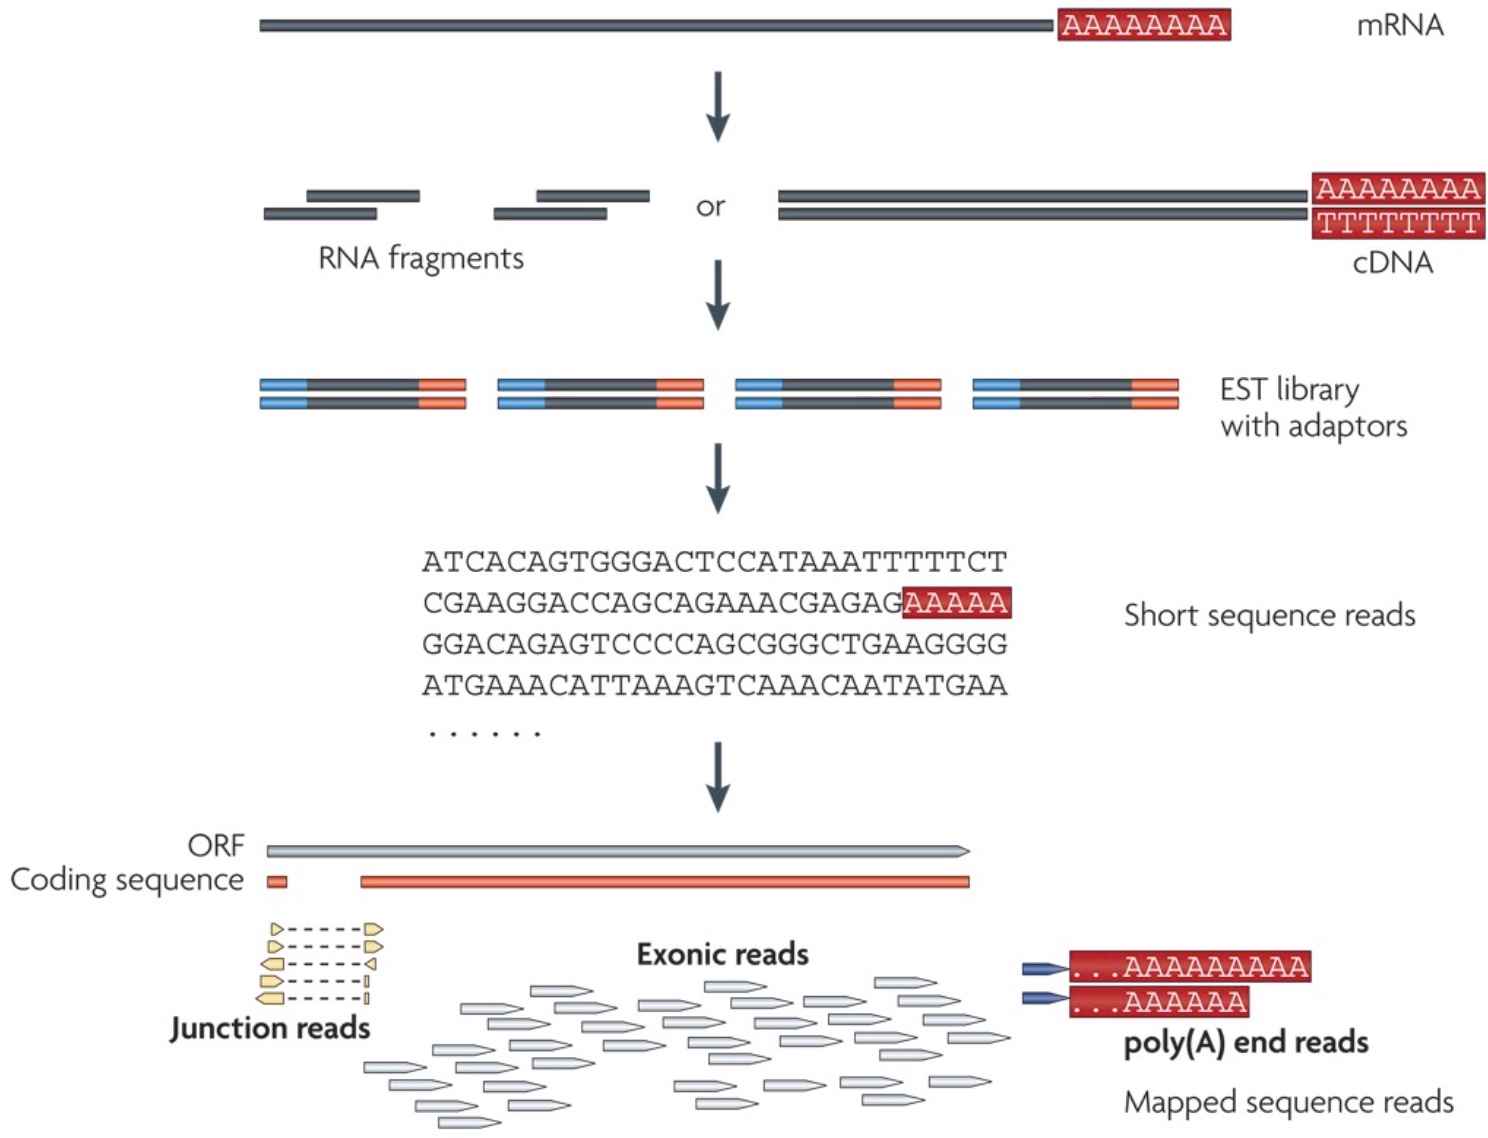 AAAAAAAA mRNA
or
AAAAAAAA
TTTTTTTT
RNA fragments
cDNA
EST library
with adaptors
ATCACAGTGGGACTCCATAAATTTTTCT
CGAAGGACCAGCAGAAACGAGAGAAAAA
GGACAGAGTCCCCAGCGGGCTGAAGGGG
ATGAAACATTAAAGTCAAACAATATGAA
......
Short sequence reads
ORF
Coding sequence
Junction reads
Exonic reads
...AAAAAAAAA
...AAAAAA
poly(A) end reads
Mapped sequence reads